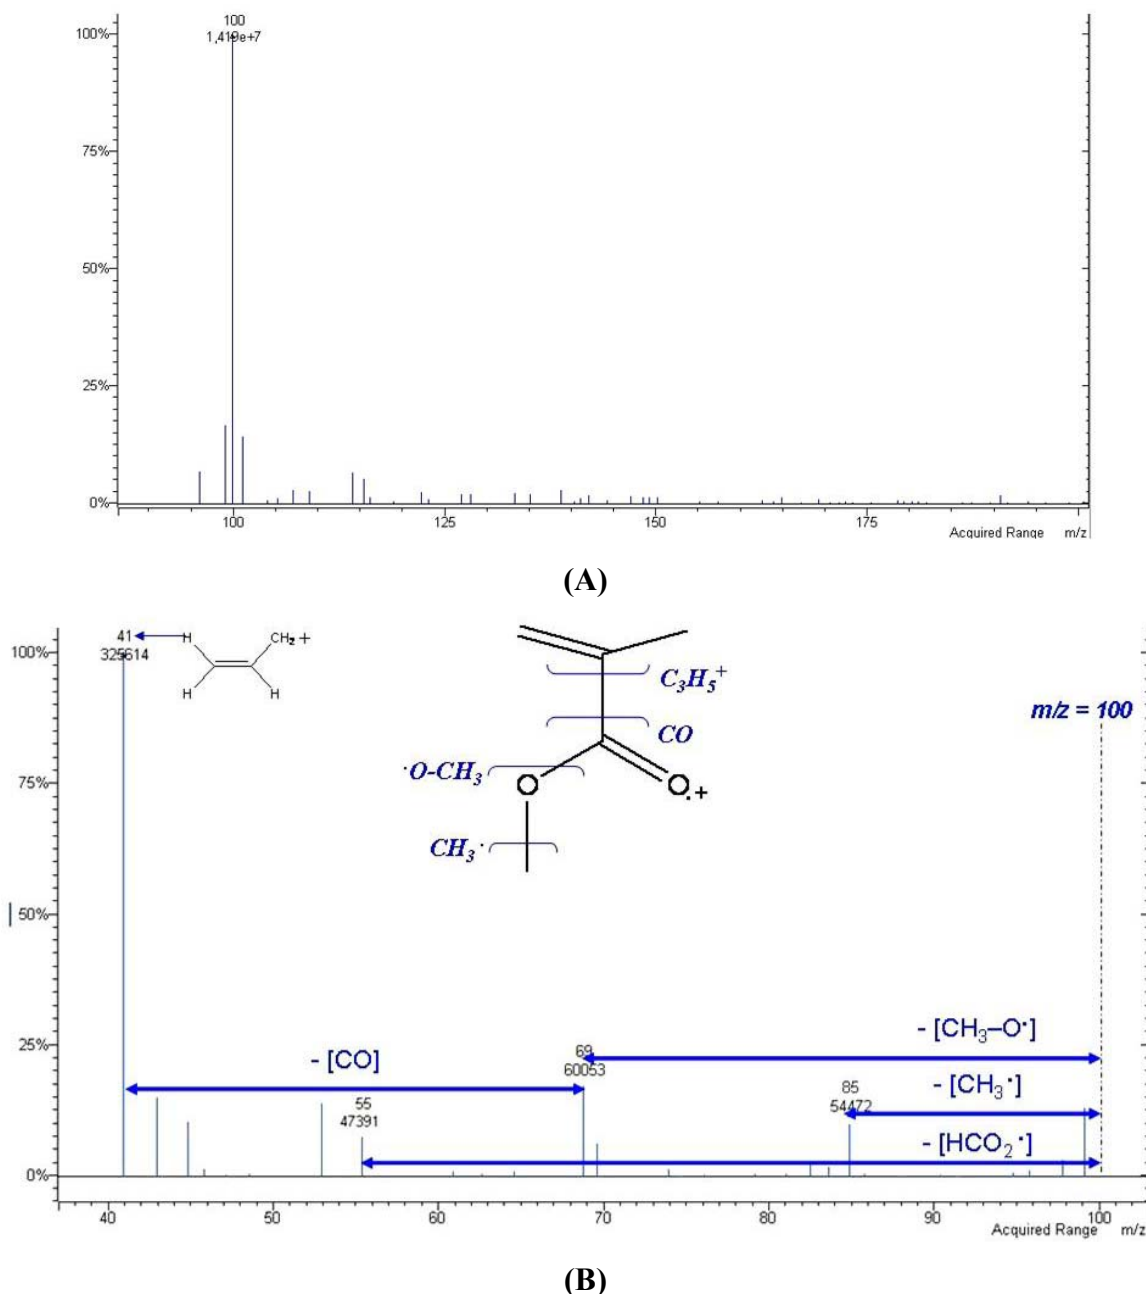 100
1,419e+7
100%
75%
50%
25%
0%
100
125
150
175
Acquired Range m/z
(A)
41
325614
100%
75%
50%
25%
0%
H
CH2+
H
H
C3H5+
CO
·O-CH3
O
O
.+
CH3·
m/z = 100
- [CH3–O·]
69
60053
- [CO]
- [CH3·]
85
54472
55
47391
- [HCO2·]
40
50
60
70
80
90
100
Acquired Range m/z
(B)